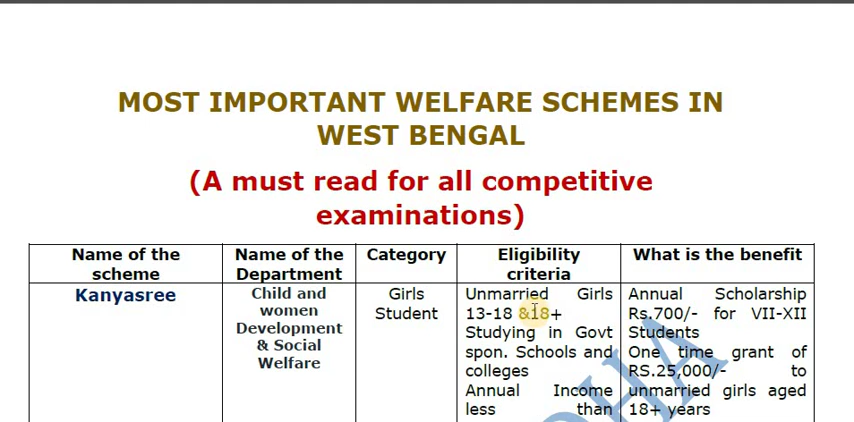 MOST IMPORTANT WELFARE SCHEMES IN
WEST BENGAL
(A must read for all competitive
examinations)
Name of the
scheme
Name of the
Department
Category
Eligibility
criteria
What is the benefit
Kanyasree
Child and
women
Development
& Social
Welfare
Girls
Student
Unmarried Girls
13-18 &18+
Studying in Govt
spon. Schools and
colleges
Annual Income
less than
Annual Scholarship
Rs.700/- for VII-XII
Students
One time grant of
RS.25,000/- to
unmarried girls aged
18+ years